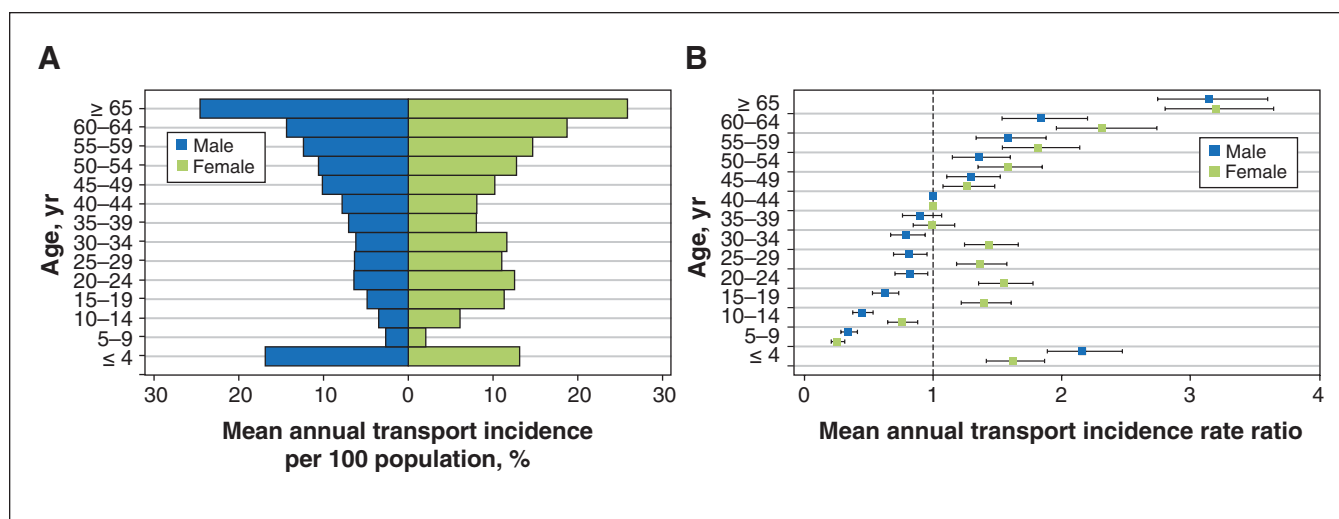 A
≥ 65
60–64
55–59
50–54
45–49
40–44
35–39
30–34
25–29
20–24
15–19
10–14
5–9
≤ 4
Age, yr
Male
Female
30 20 10 0 10 20 30
Mean annual transport incidence
per 100 population, %
B
≥ 65
60–64
55–59
50–54
45–49
40–44
35–39
30–34
25–29
20–24
15–19
10–14
5–9
≤ 4
Age, yr
Male
Female
0 1 2 3 4
Mean annual transport incidence rate ratio